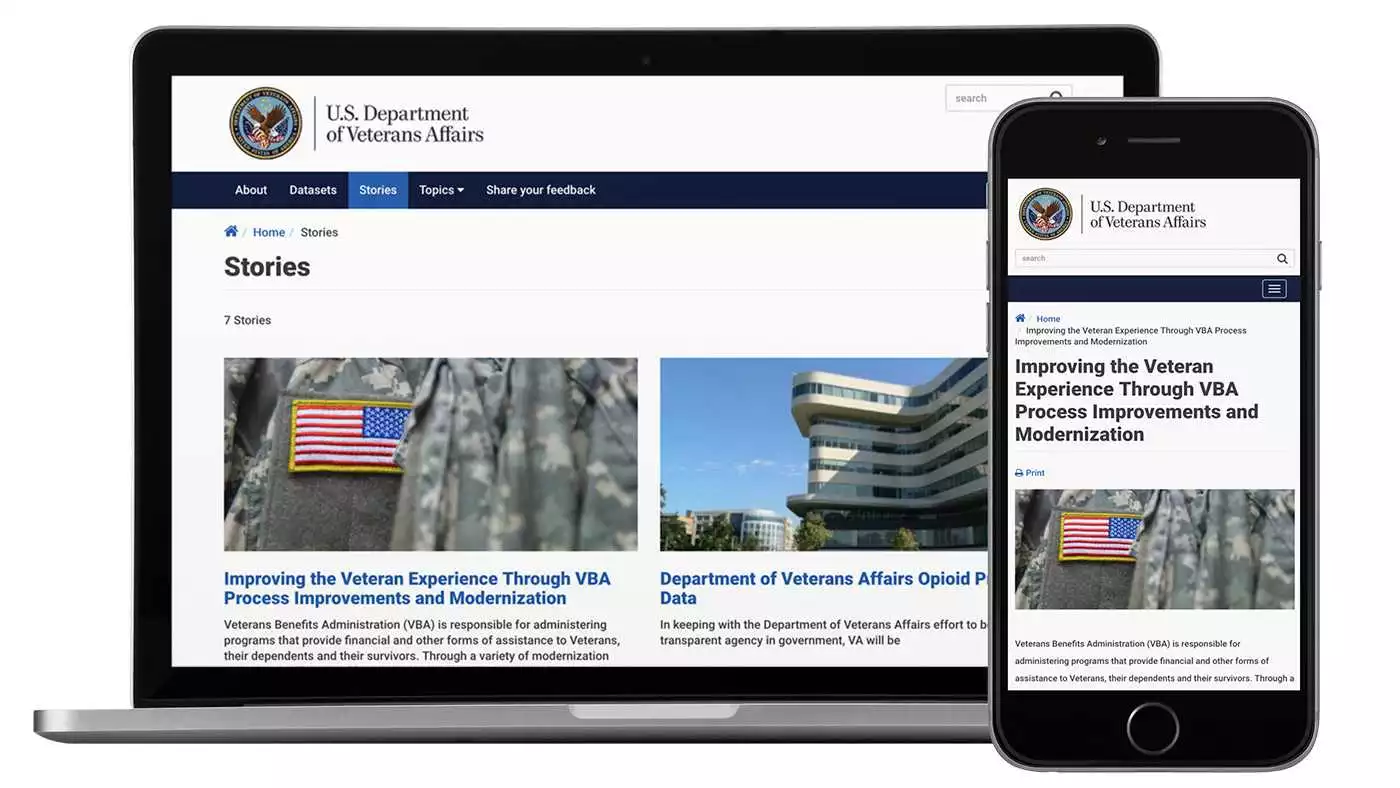 U.S. Department
of Veterans Affairs
search
About Datasets Stories Topics Share your feedback
/ Home / Stories
Stories
7 Stories
Improving the Veteran Experience Through VBA
Process Improvements and Modernization
Veterans Benefits Administration (VBA) is responsible for administering
programs that provide financial and other forms of assistance to Veterans,
their dependents and their survivors. Through a variety of modernization
Department of Veterans Affairs Opioid P
Data
In keeping with the Department of Veterans Affairs effort to b
transparent agency in government, VA will be
U.S. Department
of Veterans Affairs
search
/ Home
/ Improving the Veteran Experience Through VBA Process
Improvements and Modernization
Improving the Veteran
Experience Through VBA
Process Improvements and
Modernization
Print
Veterans Benefits Administration (VBA) is responsible for
administering programs that provide financial and other forms of
assistance to Veterans, their dependents and their survivors. Through a